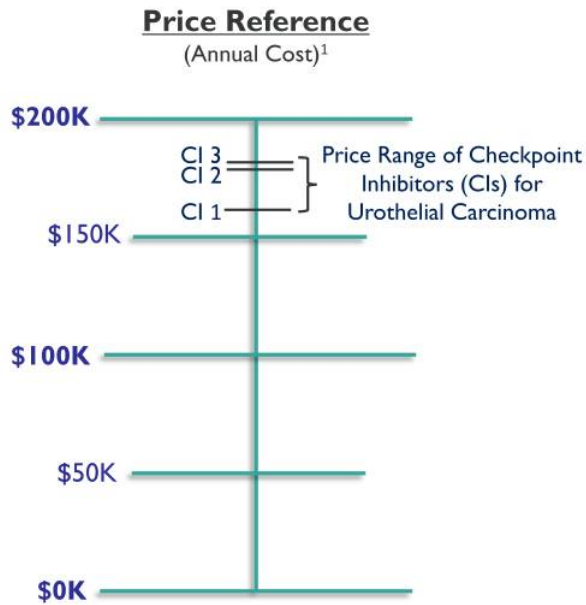 Price Reference
(Annual Cost)¹
$200K
CI 3
CI 2
CI 1
Price Range of Checkpoint
Inhibitors (CIs) for
Urothelial Carcinoma
$150K
$100K
$50K
$0K